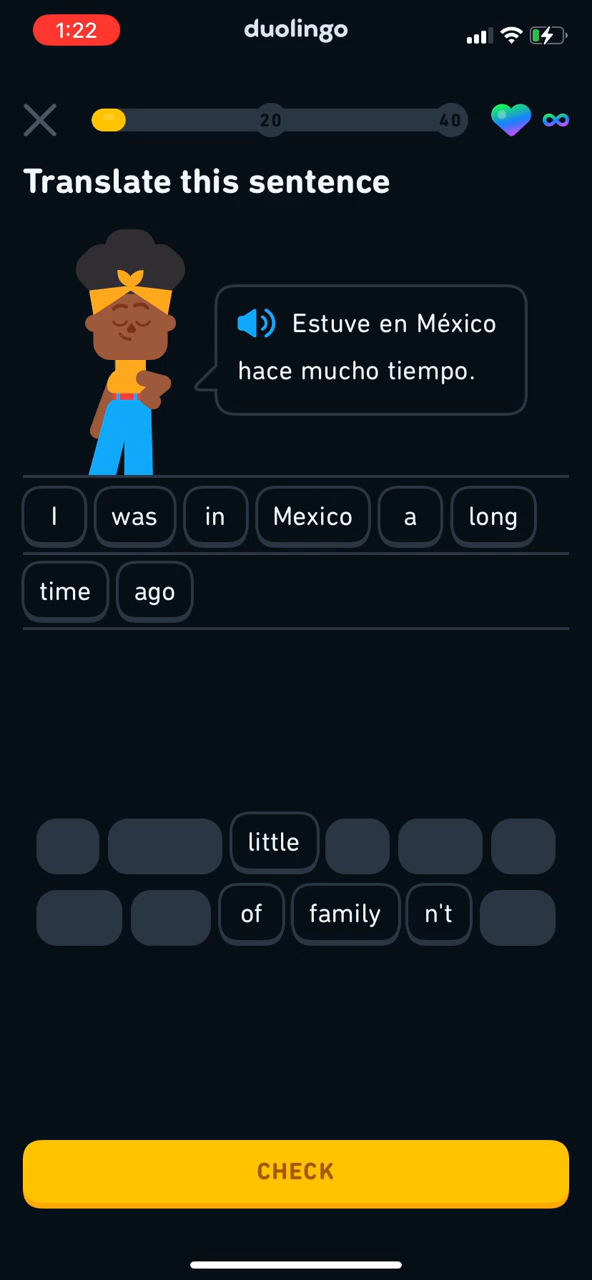 1:22
duolingo
20 40
Translate this sentence
Estuve en México
hace mucho tiempo.
I was in Mexico a long
time ago
little
of family n't
CHECK